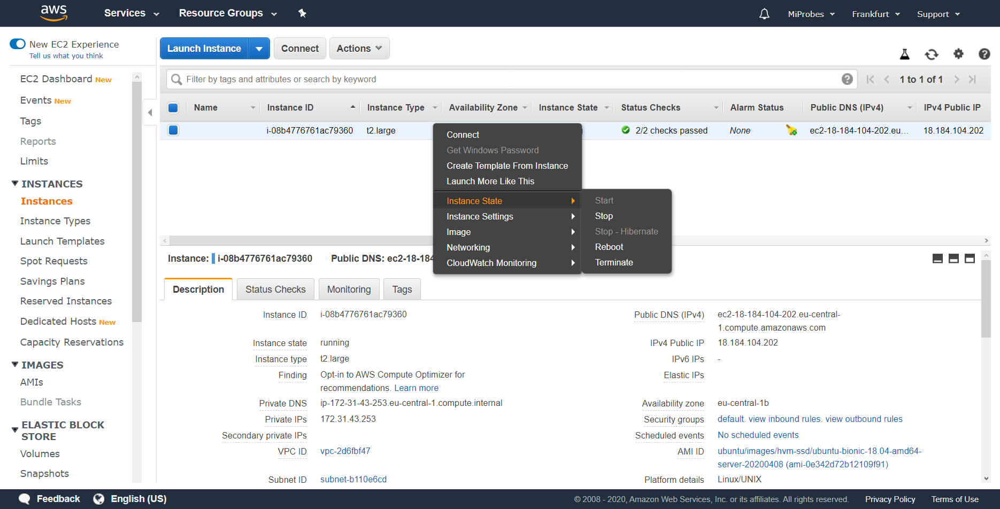 aws
Services
Resource Groups
MiProbes
Frankfurt
Support
New EC2 Experience
Tell us what you think
EC2 Dashboard New
Events New
Tags
Reports
Limits
INSTANCES
Instances
Instance Types
Launch Templates
Spot Requests
Savings Plans
Reserved Instances
Dedicated Hosts New
Capacity Reservations
IMAGES
AMIs
Bundle Tasks
ELASTIC BLOCK
STORE
Volumes
Snapshots
Launch Instance
Connect
Actions
Filter by tags and attributes or search by keyword
1 to 1 of 1
Name
Instance ID
Instance Type
Availability Zone
Instance State
Status Checks
Alarm Status
Public DNS (IPv4)
IPv4 Public IP
i-08b4776761ac79360
t2.large
2/2 checks passed
None
ec2-18-184-104-202.eu...
18.184.104.202
Connect
Get Windows Password
Create Template From Instance
Launch More Like This
Instance State
Instance Settings
Image
Networking
CloudWatch Monitoring
Start
Stop
Stop - Hibernate
Reboot
Terminate
Instance: i-08b4776761ac79360
Public DNS: ec2-18-184
Description
Status Checks
Monitoring
Tags
Instance ID i-08b4776761ac79360
Instance state running
Instance type t2.large
Finding Opt-in to AWS Compute Optimizer for
recommendations. Learn more
Private DNS ip-172-31-43-253.eu-central-1.compute.internal
Private IPs 172.31.43.253
Secondary private IPs
VPC ID vpc-2d6fbf47
Subnet ID subnet-b110e6cd
Public DNS (IPv4) ec2-18-184-104-202.eu-central-
1.compute.amazonaws.com
IPv4 Public IP 18.184.104.202
IPv6 IPs -
Elastic IPs
Availability zone eu-central-1b
Security groups default. view inbound rules. view outbound rules
Scheduled events No scheduled events
AMI ID ubuntu/images/hvm-ssd/ubuntu-bionic-18.04-amd64-
server-20200408 (ami-0e342d72b12109f91)
Platform details Linux/UNIX
Feedback
English (US)
© 2008 - 2020, Amazon Web Services, Inc. or its affiliates. All rights reserved.
Privacy Policy
Terms of Use